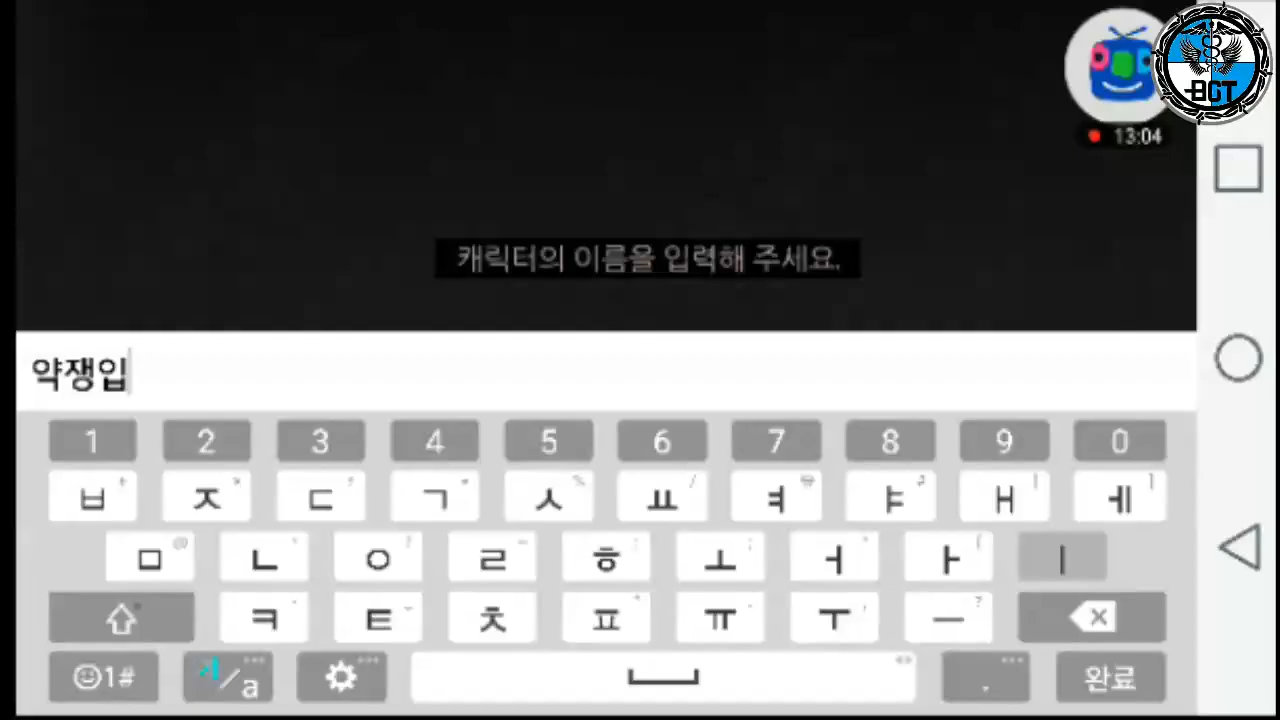 BGT
13:04
캐릭터의 이름을 입력해 주세요.
약쟁입
1 2 3 4 5 6 7 8 9 0
ㅂ ㅈ ㄷ ㄱ ㅅ ㅛ ㅕ ㅑ ㅐ ㅔ
ㅁ ㄴ ㅇ ㄹ ㅎ ㅗ ㅓ ㅏ ㅣ
ㅋ ㅌ ㅊ ㅍ ㅠ ㅜ ㅡ
1# /a . 완료